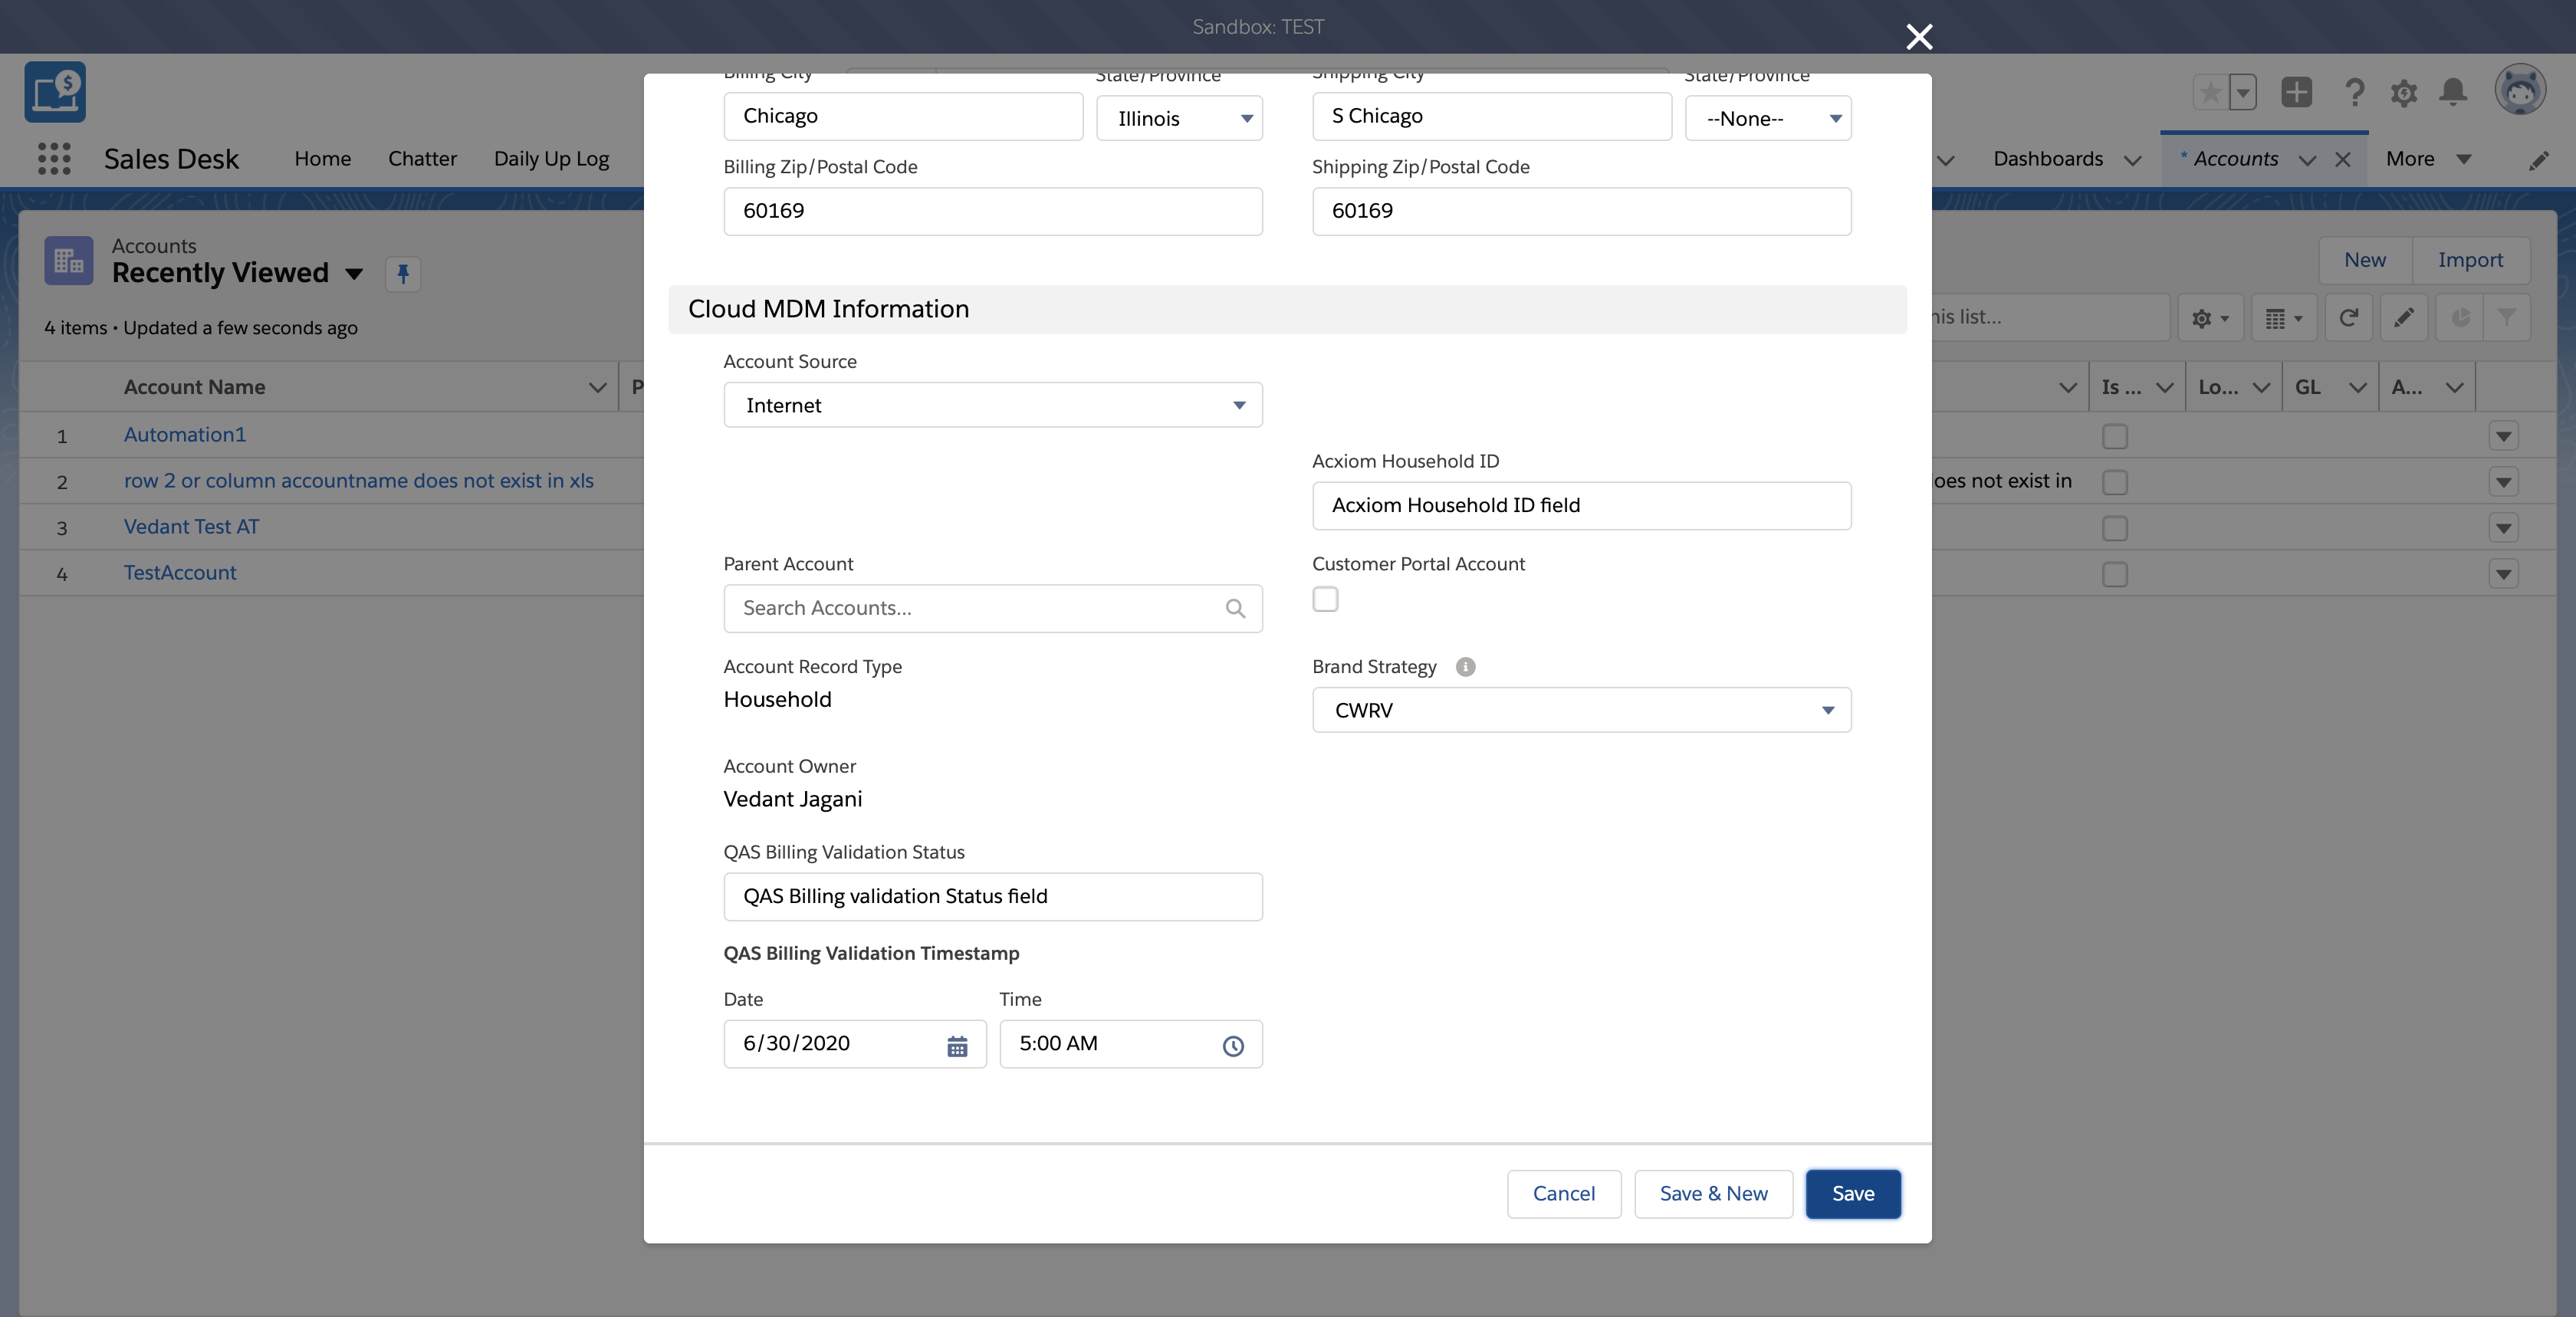 Sandbox: TEST
Sales Desk
Home
Chatter
Daily Up Log
Dashboards
* Accounts
More
Accounts
Recently Viewed
4 items • Updated a few seconds ago
New
Import
his list...
Account Name
P
Is ...
Lo...
GL
A...
1 Automation1
2 row 2 or column accountname does not exist in xls
oes not exist in
3 Vedant Test AT
4 TestAccount
Billing City
State/Province
Shipping City
State/Province
Chicago
Illinois
S Chicago
--None--
Billing Zip/Postal Code
Shipping Zip/Postal Code
60169
60169
Cloud MDM Information
Account Source
Internet
Acxiom Household ID
Acxiom Household ID field
Parent Account
Customer Portal Account
Search Accounts...
Account Record Type
Brand Strategy
Household
CWRV
Account Owner
Vedant Jagani
QAS Billing Validation Status
QAS Billing validation Status field
QAS Billing Validation Timestamp
Date
Time
6/30/2020
5:00 AM
Cancel
Save & New
Save